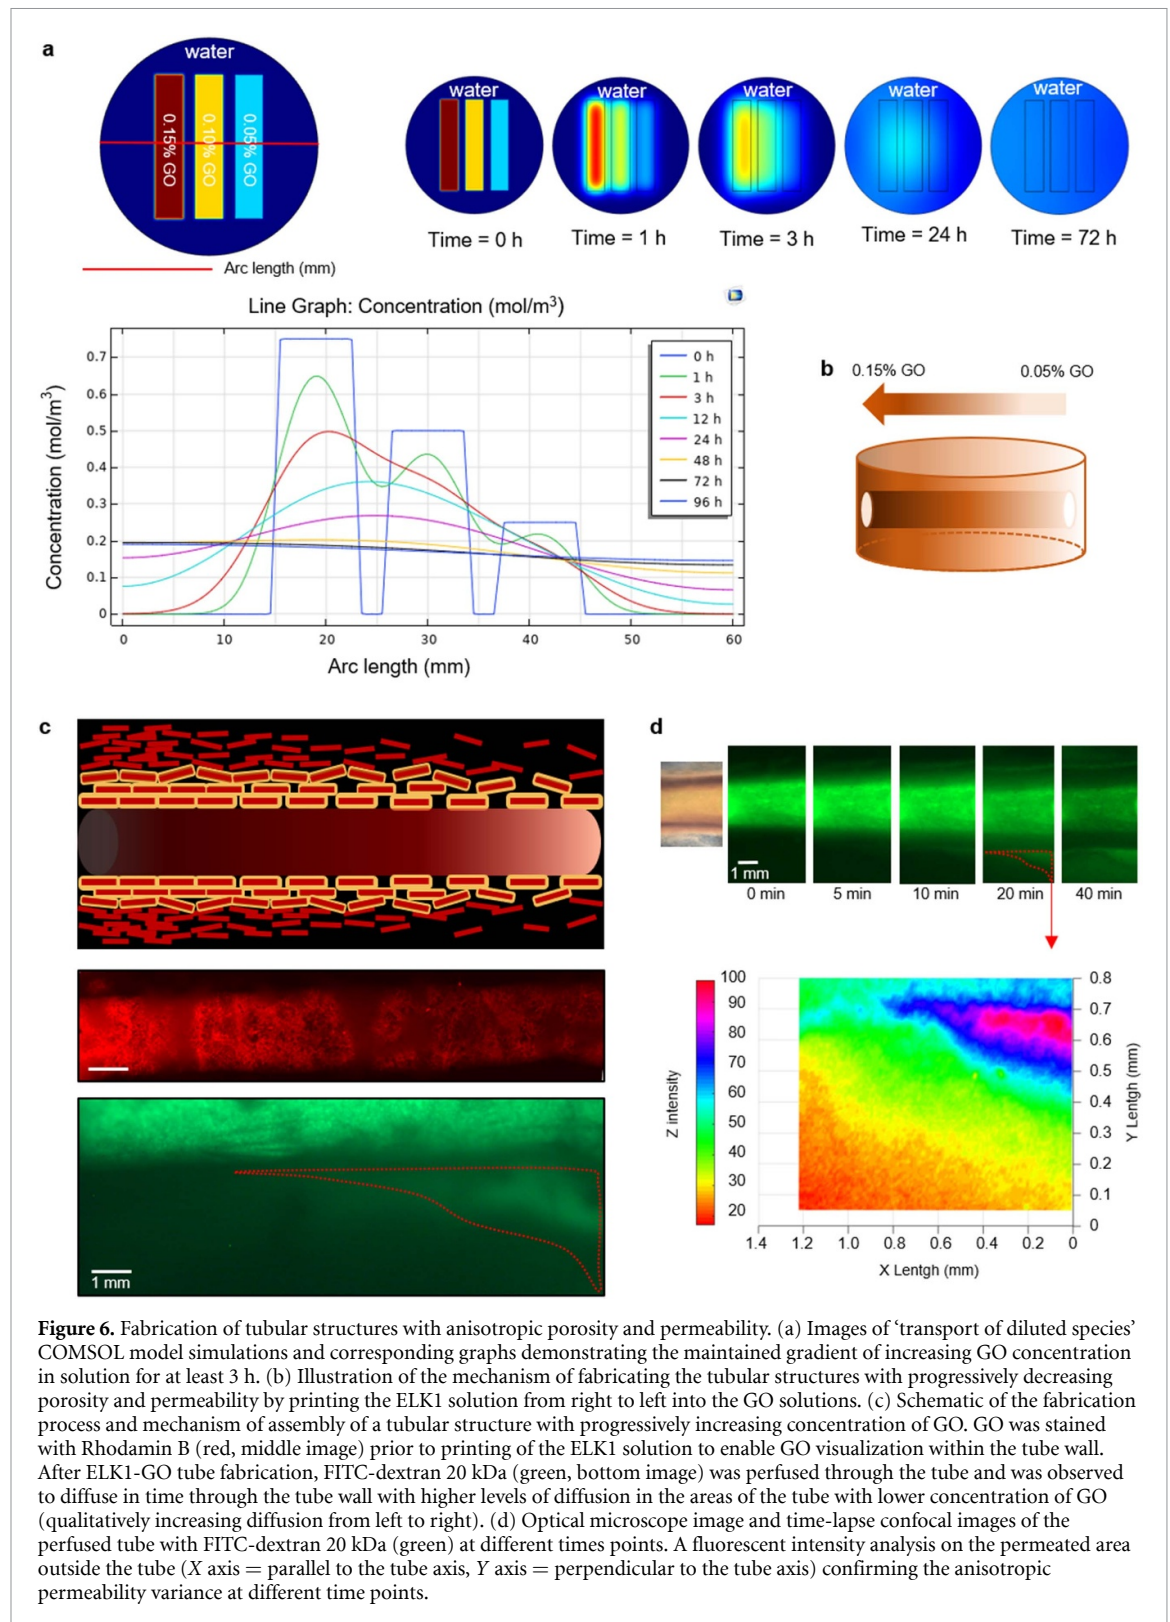 a
water
0.15% GO
0.10% GO
0.05% GO
Arc length (mm)
water
water
water
water
water
Time = 0 h
Time = 1 h
Time = 3 h
Time = 24 h
Time = 72 h
Line Graph: Concentration (mol/m³)
Concentration (mol/m³)
0.7
0.6
0.5
0.4
0.3
0.2
0.1
0
0 h
1 h
3 h
12 h
24 h
48 h
72 h
96 h
0
10
20
30
40
50
60
Arc length (mm)
b
0.15% GO
0.05% GO
c
1 mm
d
1 mm
0 min
5 min
10 min
20 min
40 min
Z intensity
100
90
80
70
60
50
40
30
20
0.8
0.7
0.6
0.5
0.4
0.3
0.2
0.1
0
Y Lentgh (mm)
1.4
1.2
1.0
0.8
0.6
0.4
0.2
0
X Lentgh (mm)
Figure 6. Fabrication of tubular structures with anisotropic porosity and permeability. (a) Images of ‘transport of diluted species’
COMSOL model simulations and corresponding graphs demonstrating the maintained gradient of increasing GO concentration
in solution for at least 3 h. (b) Illustration of the mechanism of fabricating the tubular structures with progressively decreasing
porosity and permeability by printing the ELK1 solution from right to left into the GO solutions. (c) Schematic of the fabrication
process and mechanism of assembly of a tubular structure with progressively increasing concentration of GO. GO was stained
with Rhodamin B (red, middle image) prior to printing of the ELK1 solution to enable GO visualization within the tube wall.
After ELK1-GO tube fabrication, FITC-dextran 20 kDa (green, bottom image) was perfused through the tube and was observed
to diffuse in time through the tube wall with higher levels of diffusion in the areas of the tube with lower concentration of GO
(qualitatively increasing diffusion from left to right). (d) Optical microscope image and time-lapse confocal images of the
perfused tube with FITC-dextran 20 kDa (green) at different times points. A fluorescent intensity analysis on the permeated area
outside the tube (X axis = parallel to the tube axis, Y axis = perpendicular to the tube axis) confirming the anisotropic
permeability variance at different time points.